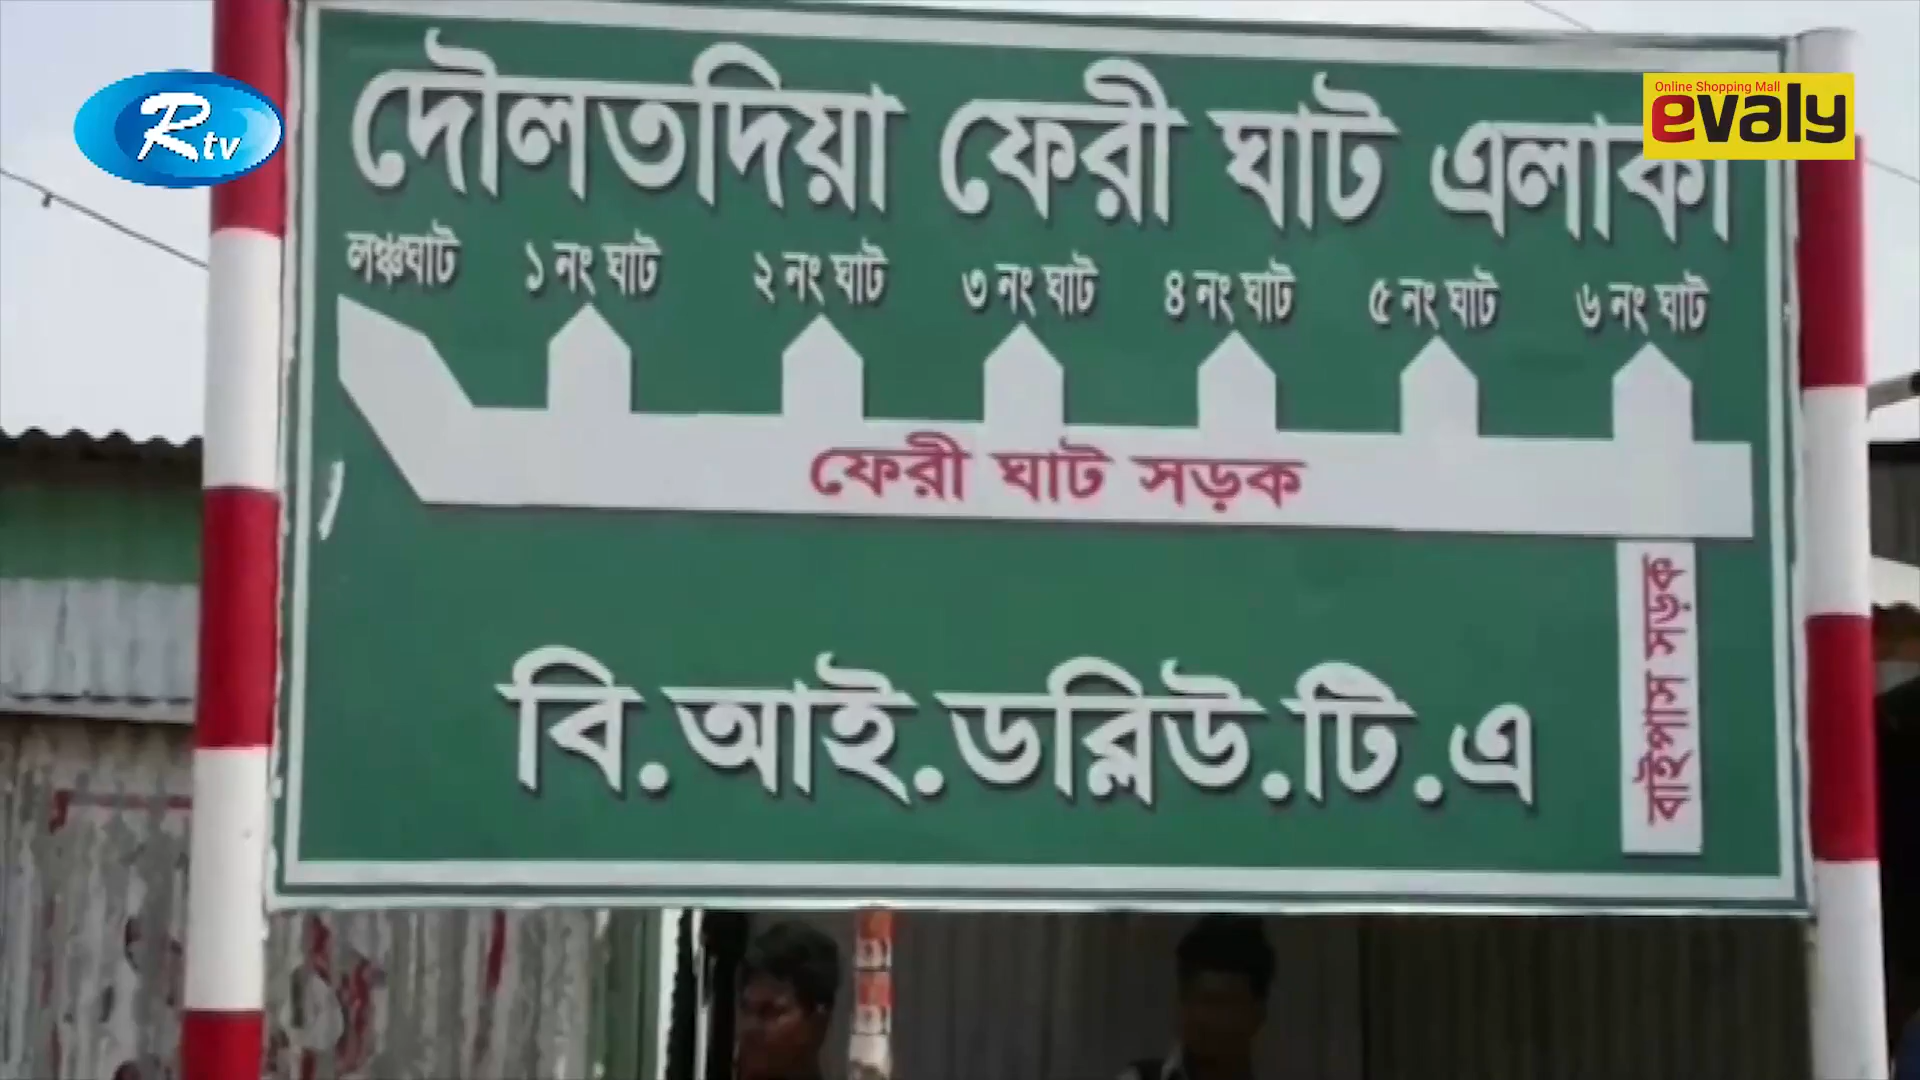 Rtv
Online Shopping Mall
evaly
দৌলতদিয়া ফেরী ঘাট এলাকা
লঞ্চঘাট ১ নং ঘাট ২ নং ঘাট ৩ নং ঘাট ৪ নং ঘাট ৫ নং ঘাট ৬ নং ঘাট
ফেরী ঘাট সড়ক
বাইপাস সড়ক
বি.আই.ডব্লিউ.টি.এ